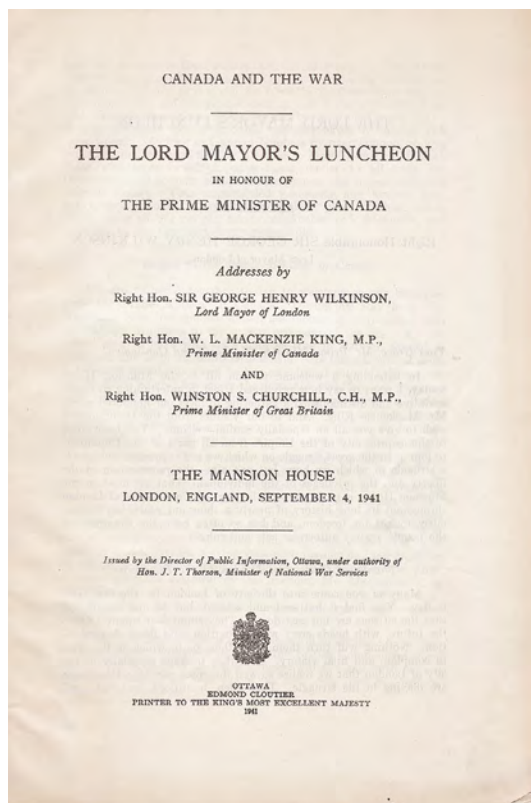 CANADA AND THE WAR
THE LORD MAYOR'S LUNCHEON
IN HONOUR OF
THE PRIME MINISTER OF CANADA
Addresses by
Right Hon. SIR GEORGE HENRY WILKINSON,
Lord Mayor of London
Right Hon. W. L. MACKENZIE KING, M.P.,
Prime Minister of Canada
AND
Right Hon. WINSTON S. CHURCHILL, C.H., M.P.,
Prime Minister of Great Britain
THE MANSION HOUSE
LONDON, ENGLAND, SEPTEMBER 4, 1941
Issued by the Director of Public Information, Ottawa, under authority of
Hon. J. T. Thorson, Minister of National War Services
OTTAWA
EDMOND CLOUTIER
PRINTER TO THE KING'S MOST EXCELLENT MAJESTY
1941